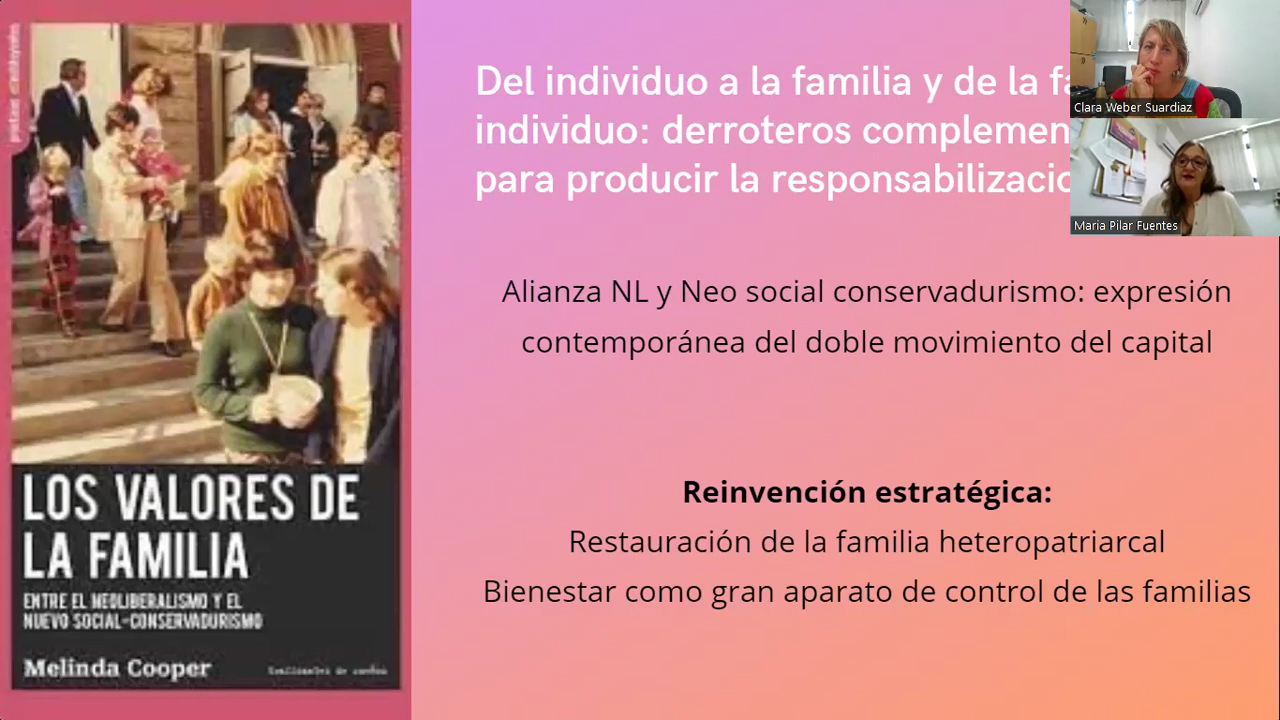 LOS VALORES DE
LA FAMILIA
ENTRE EL NEOLIBERALISMO Y EL
NUEVO SOCIAL-CONSERVADURISMO
Melinda Cooper
Del individuo a la familia y de la
individuo: derroteros
para producir la
Alianza NL y Neo social conservadurismo: expresión
contemporánea del doble movimiento del capital
Reinvención estratégica:
Restauración de la familia heteropatriarcal
Bienestar como gran aparato de control de las familias
Clara Weber Suardiaz
Maria Pilar Fuentes